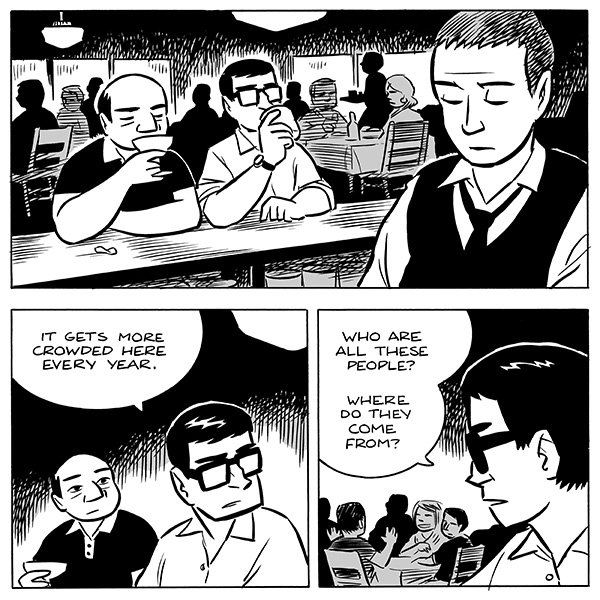 IT GETS MORE
CROWDED HERE
EVERY YEAR.
WHO ARE
ALL THESE
PEOPLE?
WHERE
DO THEY
COME
FROM?